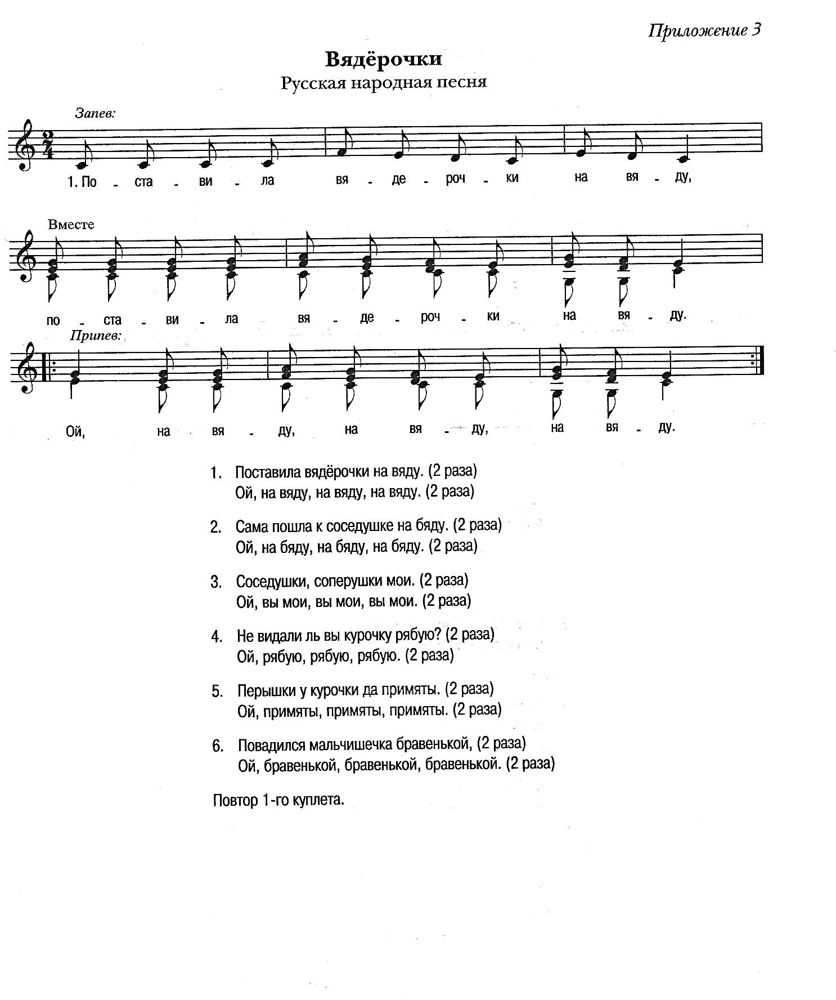 Приложение 3
Вядёрочки
Русская народная песня
Запев:
2
4
1. По - ста - ви - ла вя - де - роч - ки на вя - ду,
Вместе
по - ста - ви - ла вя - де - роч - ки на вя - ду.
Припев:
Ой, на вя - ду, на вя - ду, на вя - ду.
1. Поставила вядёрочки на вяду. (2 раза)
Ой, на вяду, на вяду, на вяду. (2 раза)
2. Сама пошла к соседушке на бяду. (2 раза)
Ой, на бяду, на бяду, на бяду. (2 раза)
3. Соседушки, соперушки мои. (2 раза)
Ой, вы мои, вы мои, вы мои. (2 раза)
4. Не видали ль вы курочку рябую? (2 раза)
Ой, рябую, рябую, рябую. (2 раза)
5. Перышки у курочки да примяты. (2 раза)
Ой, примяты, примяты, примяты. (2 раза)
6. Повадился мальчишечка бравенькой, (2 раза)
Ой, бравенькой, бравенькой, бравенькой. (2 раза)
Повтор 1-го куплета.